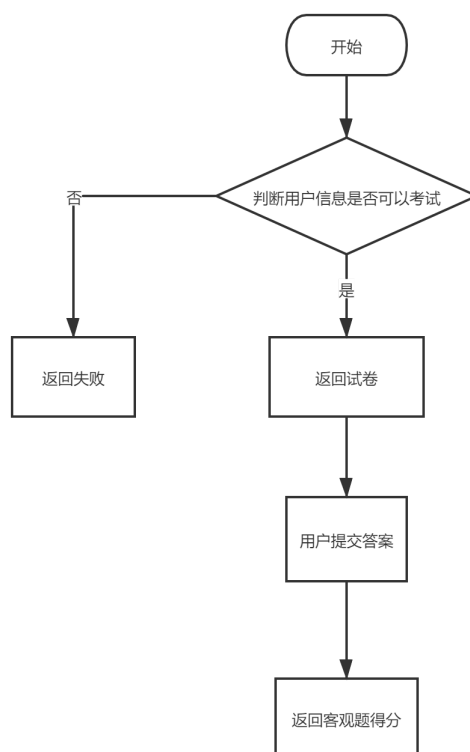 开始
判断用户信息是否可以考试
否
是
返回失败
返回试卷
用户提交答案
返回客观题得分